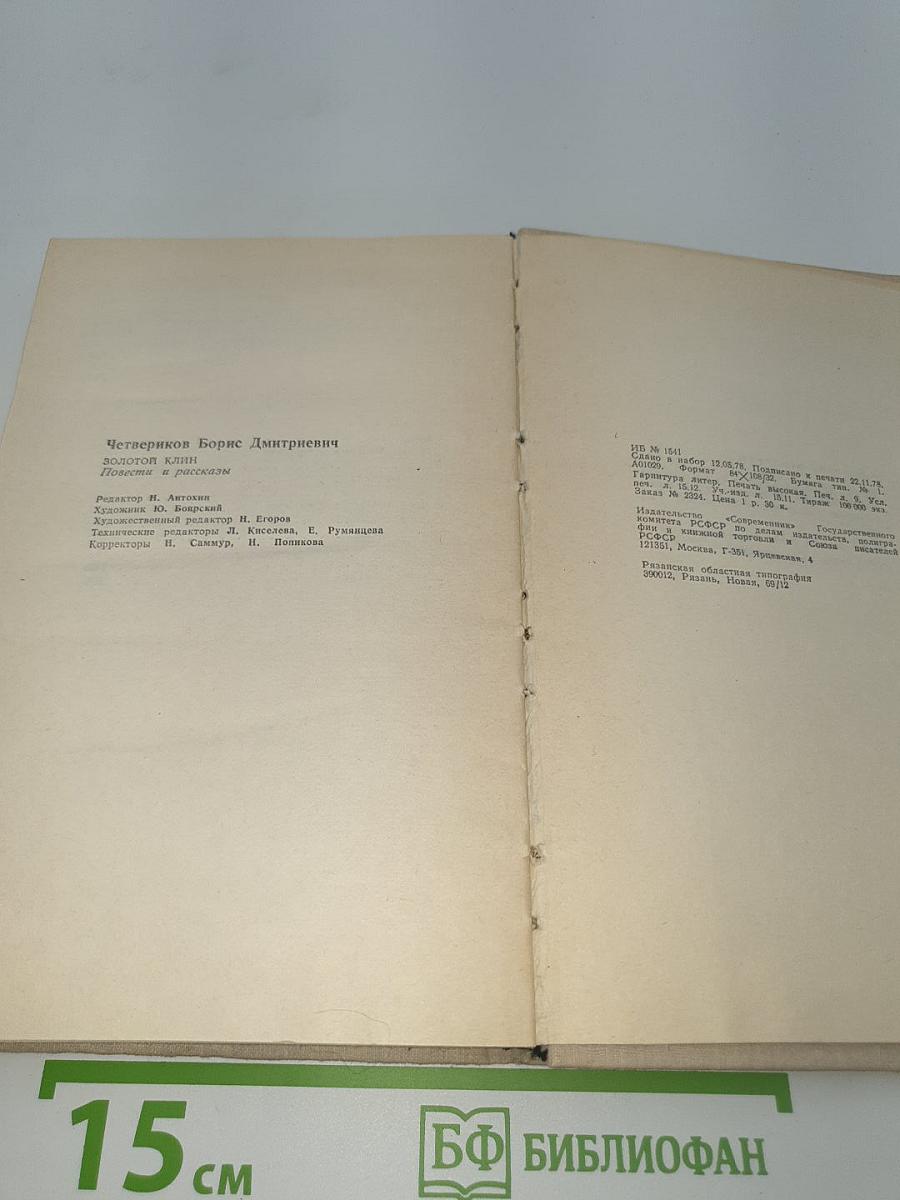 Четвериков Борис Дмитриевич
ЗОЛОТОЙ КЛИН
Повести и рассказы
Редактор Н. Антохин
Художник Ю. Боярский
Художественный редактор Н. Егоров
Технические редакторы Л. Киселева, Е. Румянцева
Корректоры Н. Саммур, Н. Попикова
ИБ № 1541
Сдано в набор 12.05.78. Подписано к печати 22.11.78.
А01020. Формат 84×108/32. Бумага тип. № 1.
Гарнитура литер. Печать высокая. Печ. л. 9. Усл.
печ. л. 15.12. Уч.-изд. л. 15.11. Тираж 100 000 экз.
Заказ № 2324. Цена 1 р. 30 к.
Издательство «Современник» Государственного
комитета РСФСР по делам издательств, полигра-
фии и книжной торговли и Союза писателей
РСФСР
121351, Москва, Г-351, Ярцевская, 4
Рязанская областная типография
390012, Рязань, Новая, 69/12
15 см
БФ БИБЛИОФАН